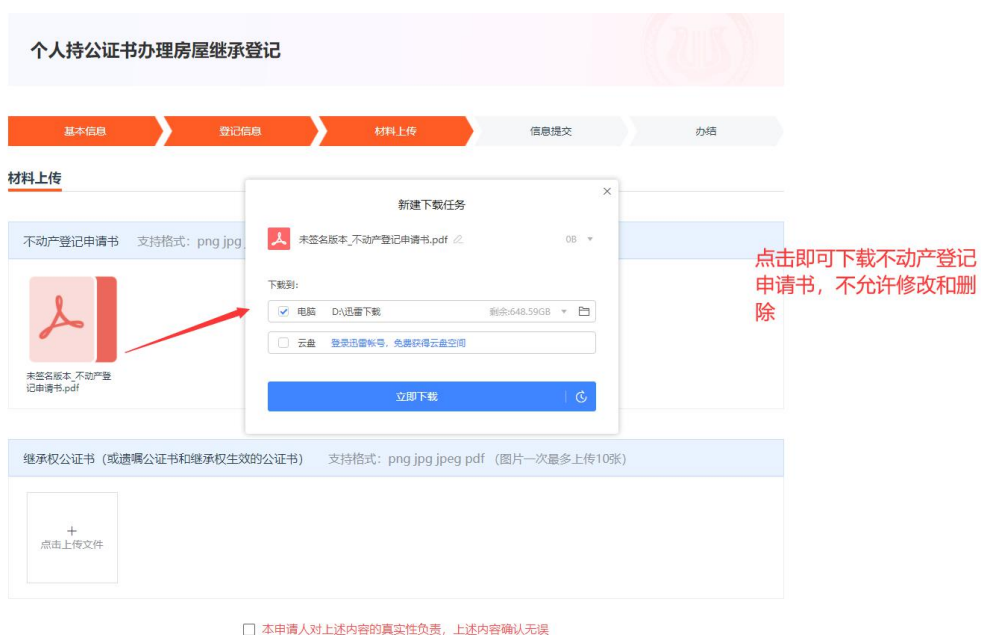 个人持公证书办理房屋继承登记
基本信息
登记信息
材料上传
信息提交
办结
材料上传
新建下载任务
不动产登记申请书 支持格式：png jpg
未签名版本_不动产登记申请书.pdf
0B
点击即可下载不动产登记
申请书，不允许修改和删
除
下载到：
电脑 D:\迅雷下载 剩余:648.59GB
云盘 登录迅雷帐号，免费获得云盘空间
未签名版本_不动产登
记申请书.pdf
立即下载
继承权公证书（或遗嘱公证书和继承权生效的公证书） 支持格式：png jpg jpeg pdf （图片一次最多上传10张）
点击上传文件
本申请人对上述内容的真实性负责，上述内容确认无误